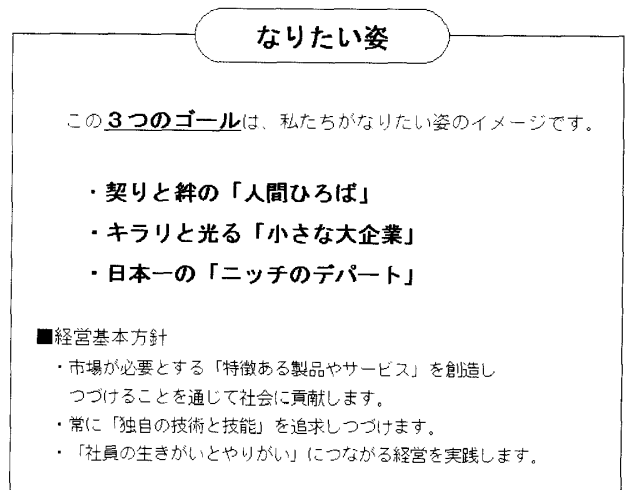 なりたい姿
この3つのゴールは、私たちがなりたい姿のイメージです。
・契りと絆の「人間ひろば」
・キラリと光る「小さな大企業」
・日本一の「ニッチのデパート」
■経営基本方針
・市場が必要とする「特徴ある製品やサービス」を創造し
つづけることを通じて社会に貢献します。
・常に「独自の技術と技能」を追求しつづけます。
・「社員の生きがいとやりがい」につながる経営を実践します。